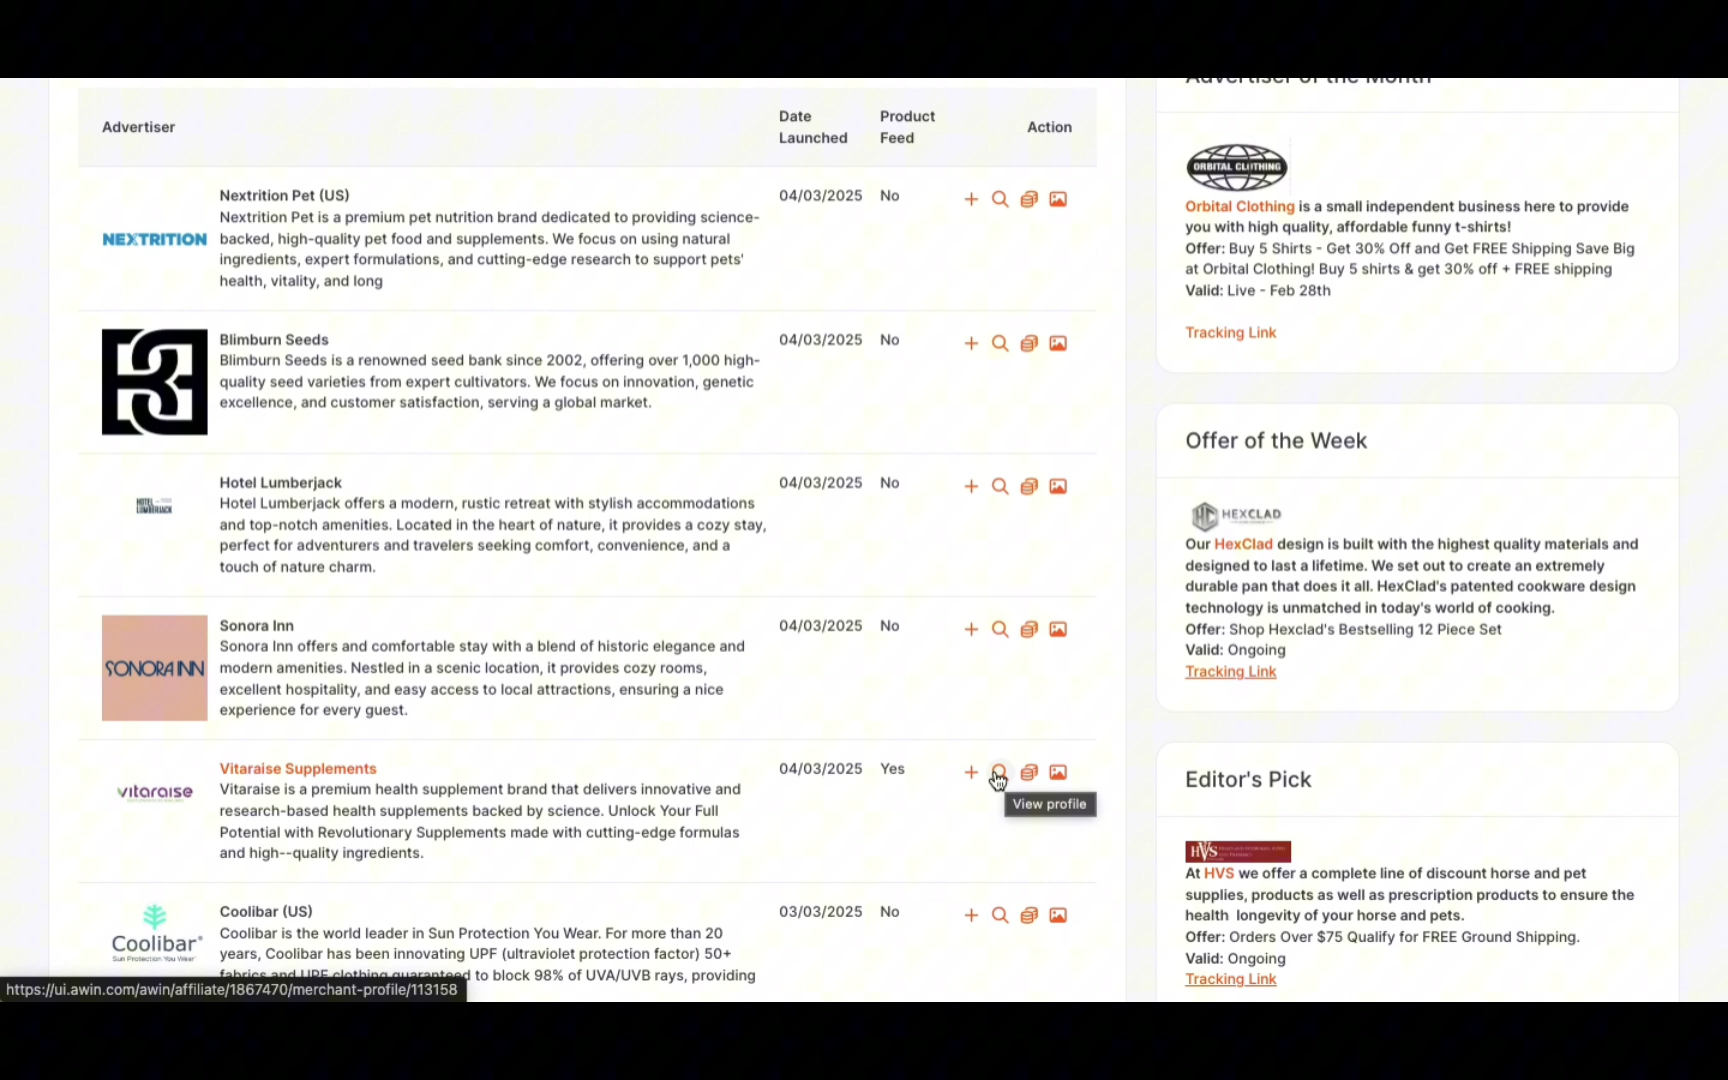 Advertiser of the Month
Advertiser
Date
Launched
Product
Feed
Action
NEXTRITION
Nextrition Pet (US)
Nextrition Pet is a premium pet nutrition brand dedicated to providing science-
backed, high-quality pet food and supplements. We focus on using natural
ingredients, expert formulations, and cutting-edge research to support pets'
health, vitality, and long
04/03/2025
No
Blimburn Seeds
Blimburn Seeds is a renowned seed bank since 2002, offering over 1,000 high-
quality seed varieties from expert cultivators. We focus on innovation, genetic
excellence, and customer satisfaction, serving a global market.
04/03/2025
No
HOTEL
LUMBERJACK
Hotel Lumberjack
Hotel Lumberjack offers a modern, rustic retreat with stylish accommodations
and top-notch amenities. Located in the heart of nature, it provides a cozy stay,
perfect for adventurers and travelers seeking comfort, convenience, and a
touch of nature charm.
04/03/2025
No
SONORA INN
Sonora Inn
Sonora Inn offers and comfortable stay with a blend of historic elegance and
modern amenities. Nestled in a scenic location, it provides cozy rooms,
excellent hospitality, and easy access to local attractions, ensuring a nice
experience for every guest.
04/03/2025
No
vitaraise
Vitaraise Supplements
Vitaraise is a premium health supplement brand that delivers innovative and
research-based health supplements backed by science. Unlock Your Full
Potential with Revolutionary Supplements made with cutting-edge formulas
and high--quality ingredients.
04/03/2025
Yes
View profile
Coolibar®
Sun Protection You Wear®
Coolibar (US)
Coolibar is the world leader in Sun Protection You Wear. For more than 20
years, Coolibar has been innovating UPF (ultraviolet protection factor) 50+
fabrics and UPF clothing guaranteed to block 98% of UVA/UVB rays, providing
03/03/2025
No
https://ui.awin.com/awin/affiliate/1867470/merchant-profile/113158
ORBITAL CLOTHING
Orbital Clothing is a small independent business here to provide
you with high quality, affordable funny t-shirts!
Offer: Buy 5 Shirts - Get 30% Off and Get FREE Shipping Save Big
at Orbital Clothing! Buy 5 shirts & get 30% off + FREE shipping
Valid: Live - Feb 28th
Tracking Link
Offer of the Week
HC HEXCLAD
Our HexClad design is built with the highest quality materials and
designed to last a lifetime. We set out to create an extremely
durable pan that does it all. HexClad's patented cookware design
technology is unmatched in today's world of cooking.
Offer: Shop Hexclad's Bestselling 12 Piece Set
Valid: Ongoing
Tracking Link
Editor's Pick
HVS
At HVS we offer a complete line of discount horse and pet
supplies, products as well as prescription products to ensure the
health longevity of your horse and pets.
Offer: Orders Over $75 Qualify for FREE Ground Shipping.
Valid: Ongoing
Tracking Link